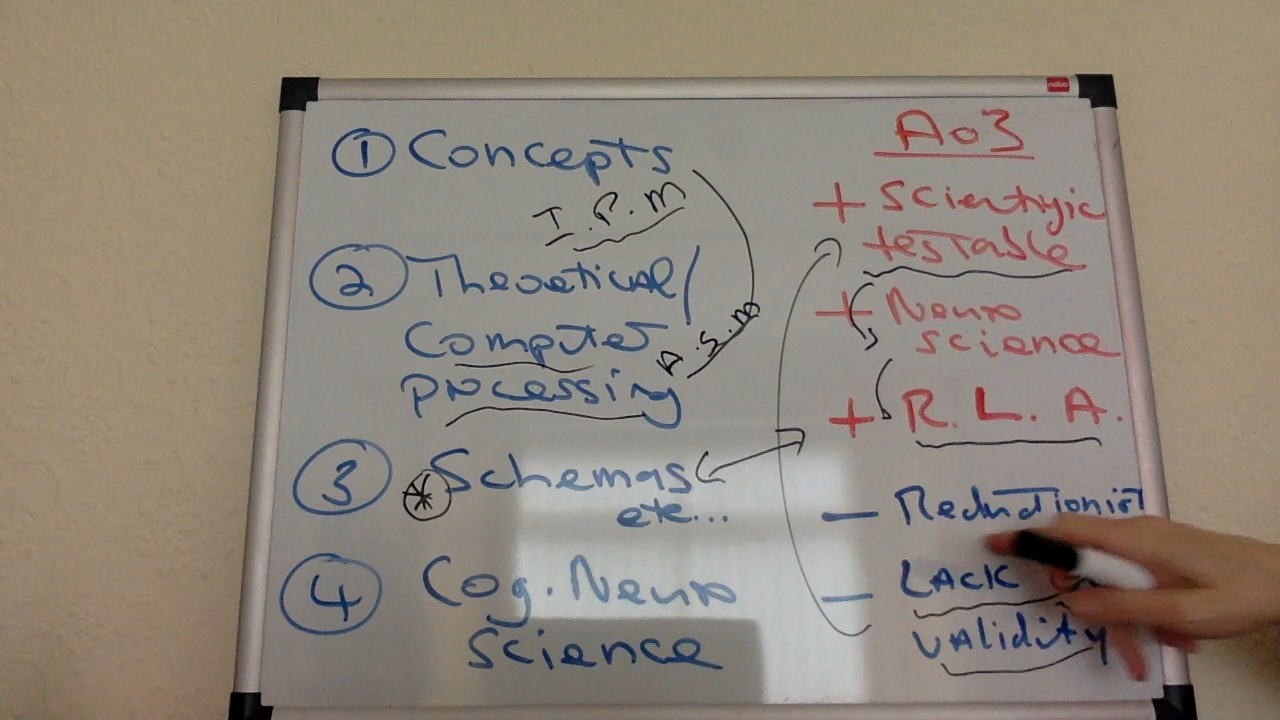 ① Concepts
I.P.M
② Theoretical/
Computer
A.S.M
processing
③ Schemas
etc...
④ Cog. Neuro
Science
nobo
AO3
+ Scientific
testable
+ Neuro
science
+ R.L.A.
- Reductionist
- LACK
validity